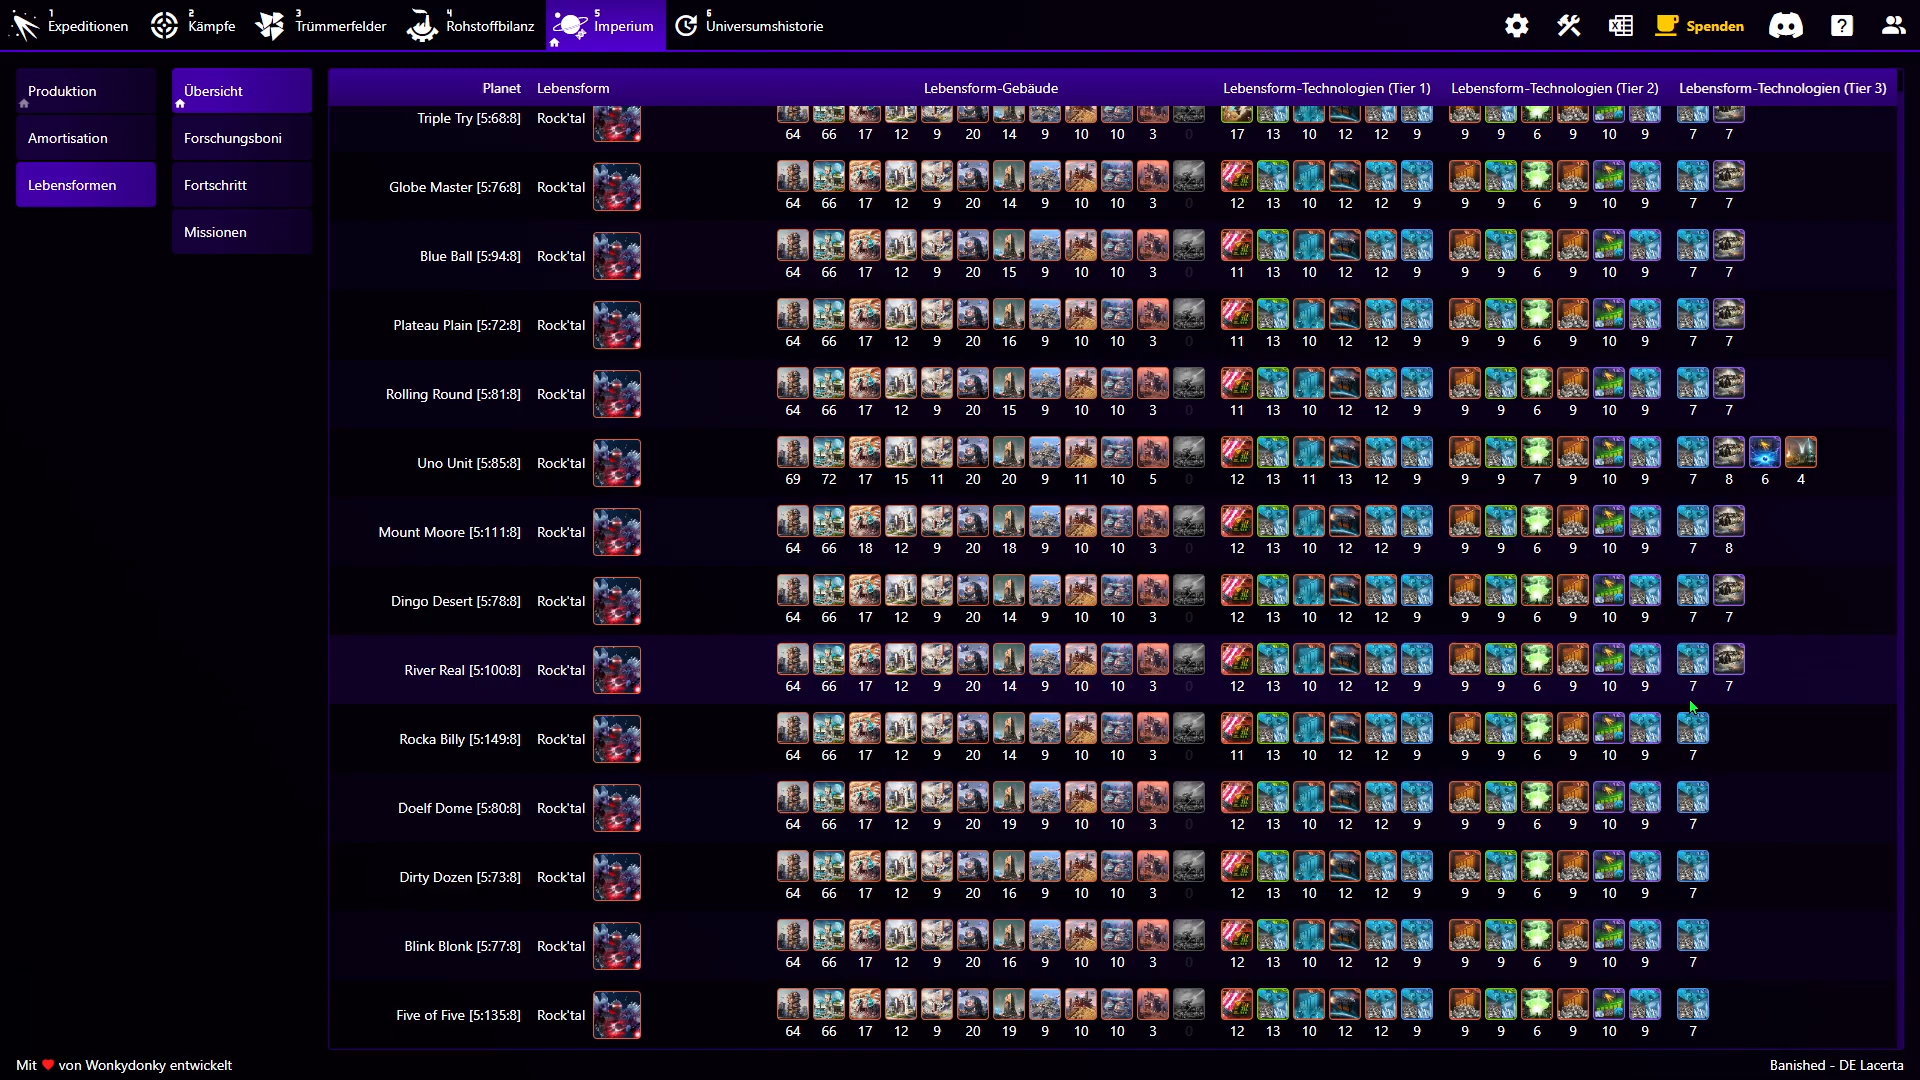 1 Expeditionen 2 Kämpfe 3 Trümmerfelder 4 Rohstoffbilanz 5 Imperium 6 Universumshistorie Spenden
Produktion
Amortisation
Lebensformen
Übersicht
Forschungsboni
Fortschritt
Missionen
Planet Lebensform Lebensform-Gebäude Lebensform-Technologien (Tier 1) Lebensform-Technologien (Tier 2) Lebensform-Technologien (Tier 3)
Triple Try [5:68:8] Rock'tal
64 66 17 12 9 20 14 9 10 10 3 17 13 10 12 12 9 9 9 6 9 10 9 7 7
Globe Master [5:76:8] Rock'tal
64 66 17 12 9 20 14 9 10 10 3 0 12 13 10 12 12 9 9 9 6 9 10 9 7 7
Blue Ball [5:94:8] Rock'tal
64 66 17 12 9 20 15 9 10 10 3 0 11 13 10 12 12 9 9 9 6 9 10 9 7 7
Plateau Plain [5:72:8] Rock'tal
64 66 17 12 9 20 16 9 10 10 3 0 11 13 10 12 12 9 9 9 6 9 10 9 7 7
Rolling Round [5:81:8] Rock'tal
64 66 17 12 9 20 15 9 10 10 3 0 11 13 10 12 12 9 9 9 6 9 10 9 7 7
Uno Unit [5:85:8] Rock'tal
69 72 17 15 11 20 20 9 11 10 5 0 12 13 11 13 12 9 9 9 7 9 10 9 7 8 6 4
Mount Moore [5:111:8] Rock'tal
64 66 18 12 9 20 18 9 10 10 3 0 12 13 10 12 12 9 9 9 6 9 10 9 7 8
Dingo Desert [5:78:8] Rock'tal
64 66 17 12 9 20 14 9 10 10 3 0 12 13 10 12 12 9 9 9 6 9 10 9 7 7
River Real [5:100:8] Rock'tal
64 66 17 12 9 20 14 9 10 10 3 0 12 13 10 12 12 9 9 9 6 9 10 9 7 7
Rocka Billy [5:149:8] Rock'tal
64 66 17 12 9 20 14 9 10 10 3 0 11 13 10 12 12 9 9 9 6 9 10 9 7
Doelf Dome [5:80:8] Rock'tal
64 66 17 12 9 20 19 9 10 10 3 0 12 13 10 12 12 9 9 9 6 9 10 9 7
Dirty Dozen [5:73:8] Rock'tal
64 66 17 12 9 20 16 9 10 10 3 0 12 13 10 12 12 9 9 9 6 9 10 9 7
Blink Blonk [5:77:8] Rock'tal
64 66 17 12 9 20 16 9 10 10 3 0 12 13 10 12 12 9 9 9 6 9 10 9 7
Five of Five [5:135:8] Rock'tal
64 66 17 12 9 20 19 9 10 10 3 0 12 13 10 12 12 9 9 9 6 9 10 9 7
Mit ❤ von Wonkydonky entwickelt
Banished - DE Lacerta